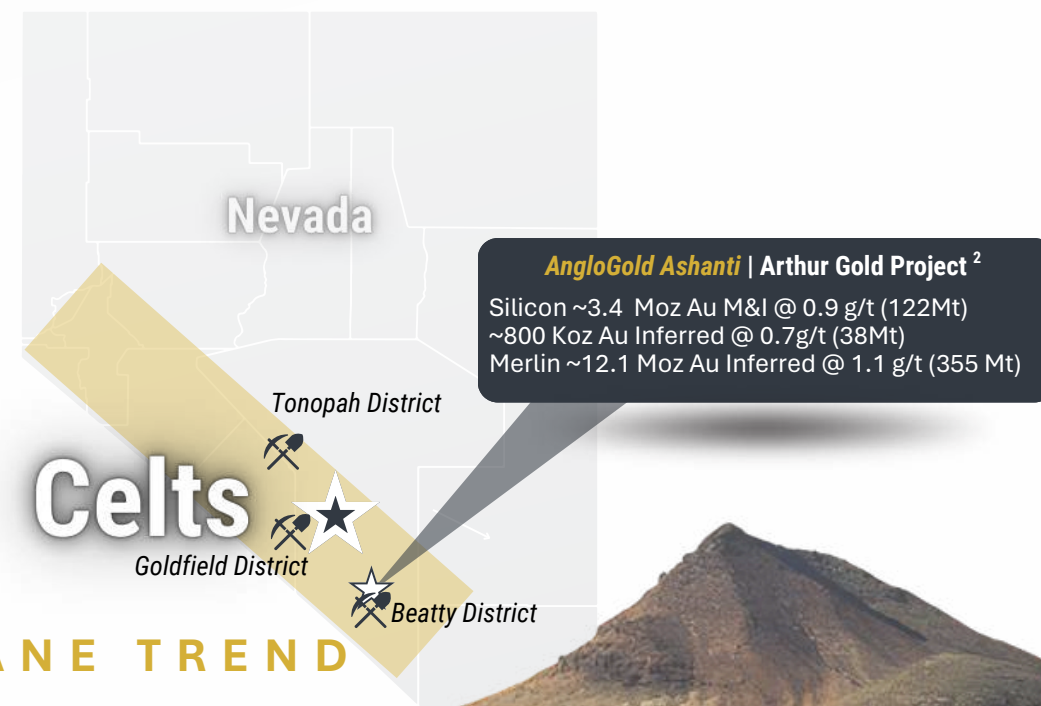 Nevada
AngloGold Ashanti | Arthur Gold Project 2
Silicon ~3.4 Moz Au M&I @ 0.9 g/t (122Mt)
~800 Koz Au Inferred @ 0.7g/t (38Mt)
Merlin ~12.1 Moz Au Inferred @ 1.1 g/t (355 Mt)
Tonopah District
Celts
Goldfield District
Beatty District
TREND